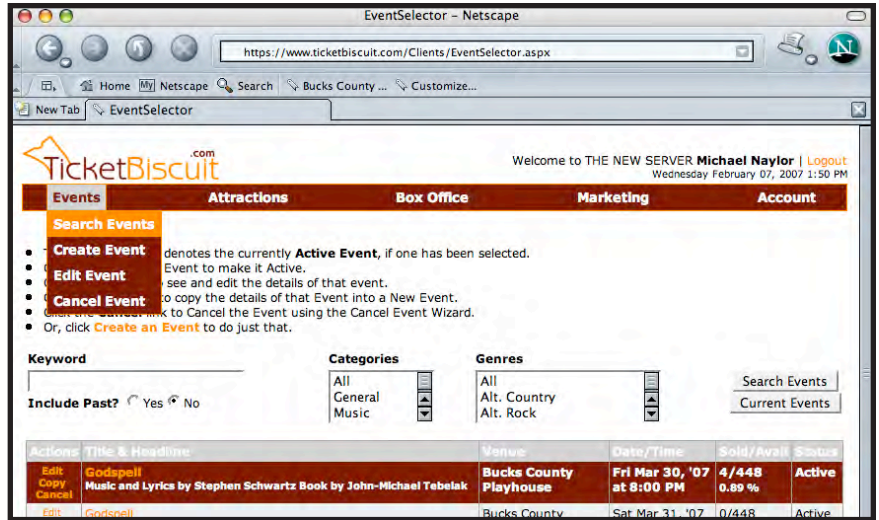 EventSelector – Netscape
https://www.ticketbiscuit.com/Clients/EventSelector.aspx
N
Home My Netscape Search Bucks County ... Customize...
New Tab EventSelector
TicketBiscuit.com
Welcome to THE NEW SERVER Michael Naylor | Logout
Wednesday February 07, 2007 1:50 PM
Events Attractions Box Office Marketing Account
Search Events
Create Event
Edit Event
Cancel Event
denotes the currently Active Event, if one has been selected.
Event to make it Active.
see and edit the details of that event.
to copy the details of that Event into a New Event.
Click the Cancel link to Cancel the Event using the Cancel Event Wizard.
Or, click Create an Event to do just that.
Keyword Categories Genres
All All
General Alt. Country
Music Alt. Rock
Include Past? Yes No
Search Events
Current Events
Actions Title & Headline Venue Date/Time Sold/Avail Status
Edit Godspell Bucks County Fri Mar 30, '07 4/448 Active
Copy Music and Lyrics by Stephen Schwartz Book by John-Michael Tebelak Playhouse at 8:00 PM 0.89 %
Cancel
Edit Godspell Bucks County Sat Mar 31, '07 0/448 Active